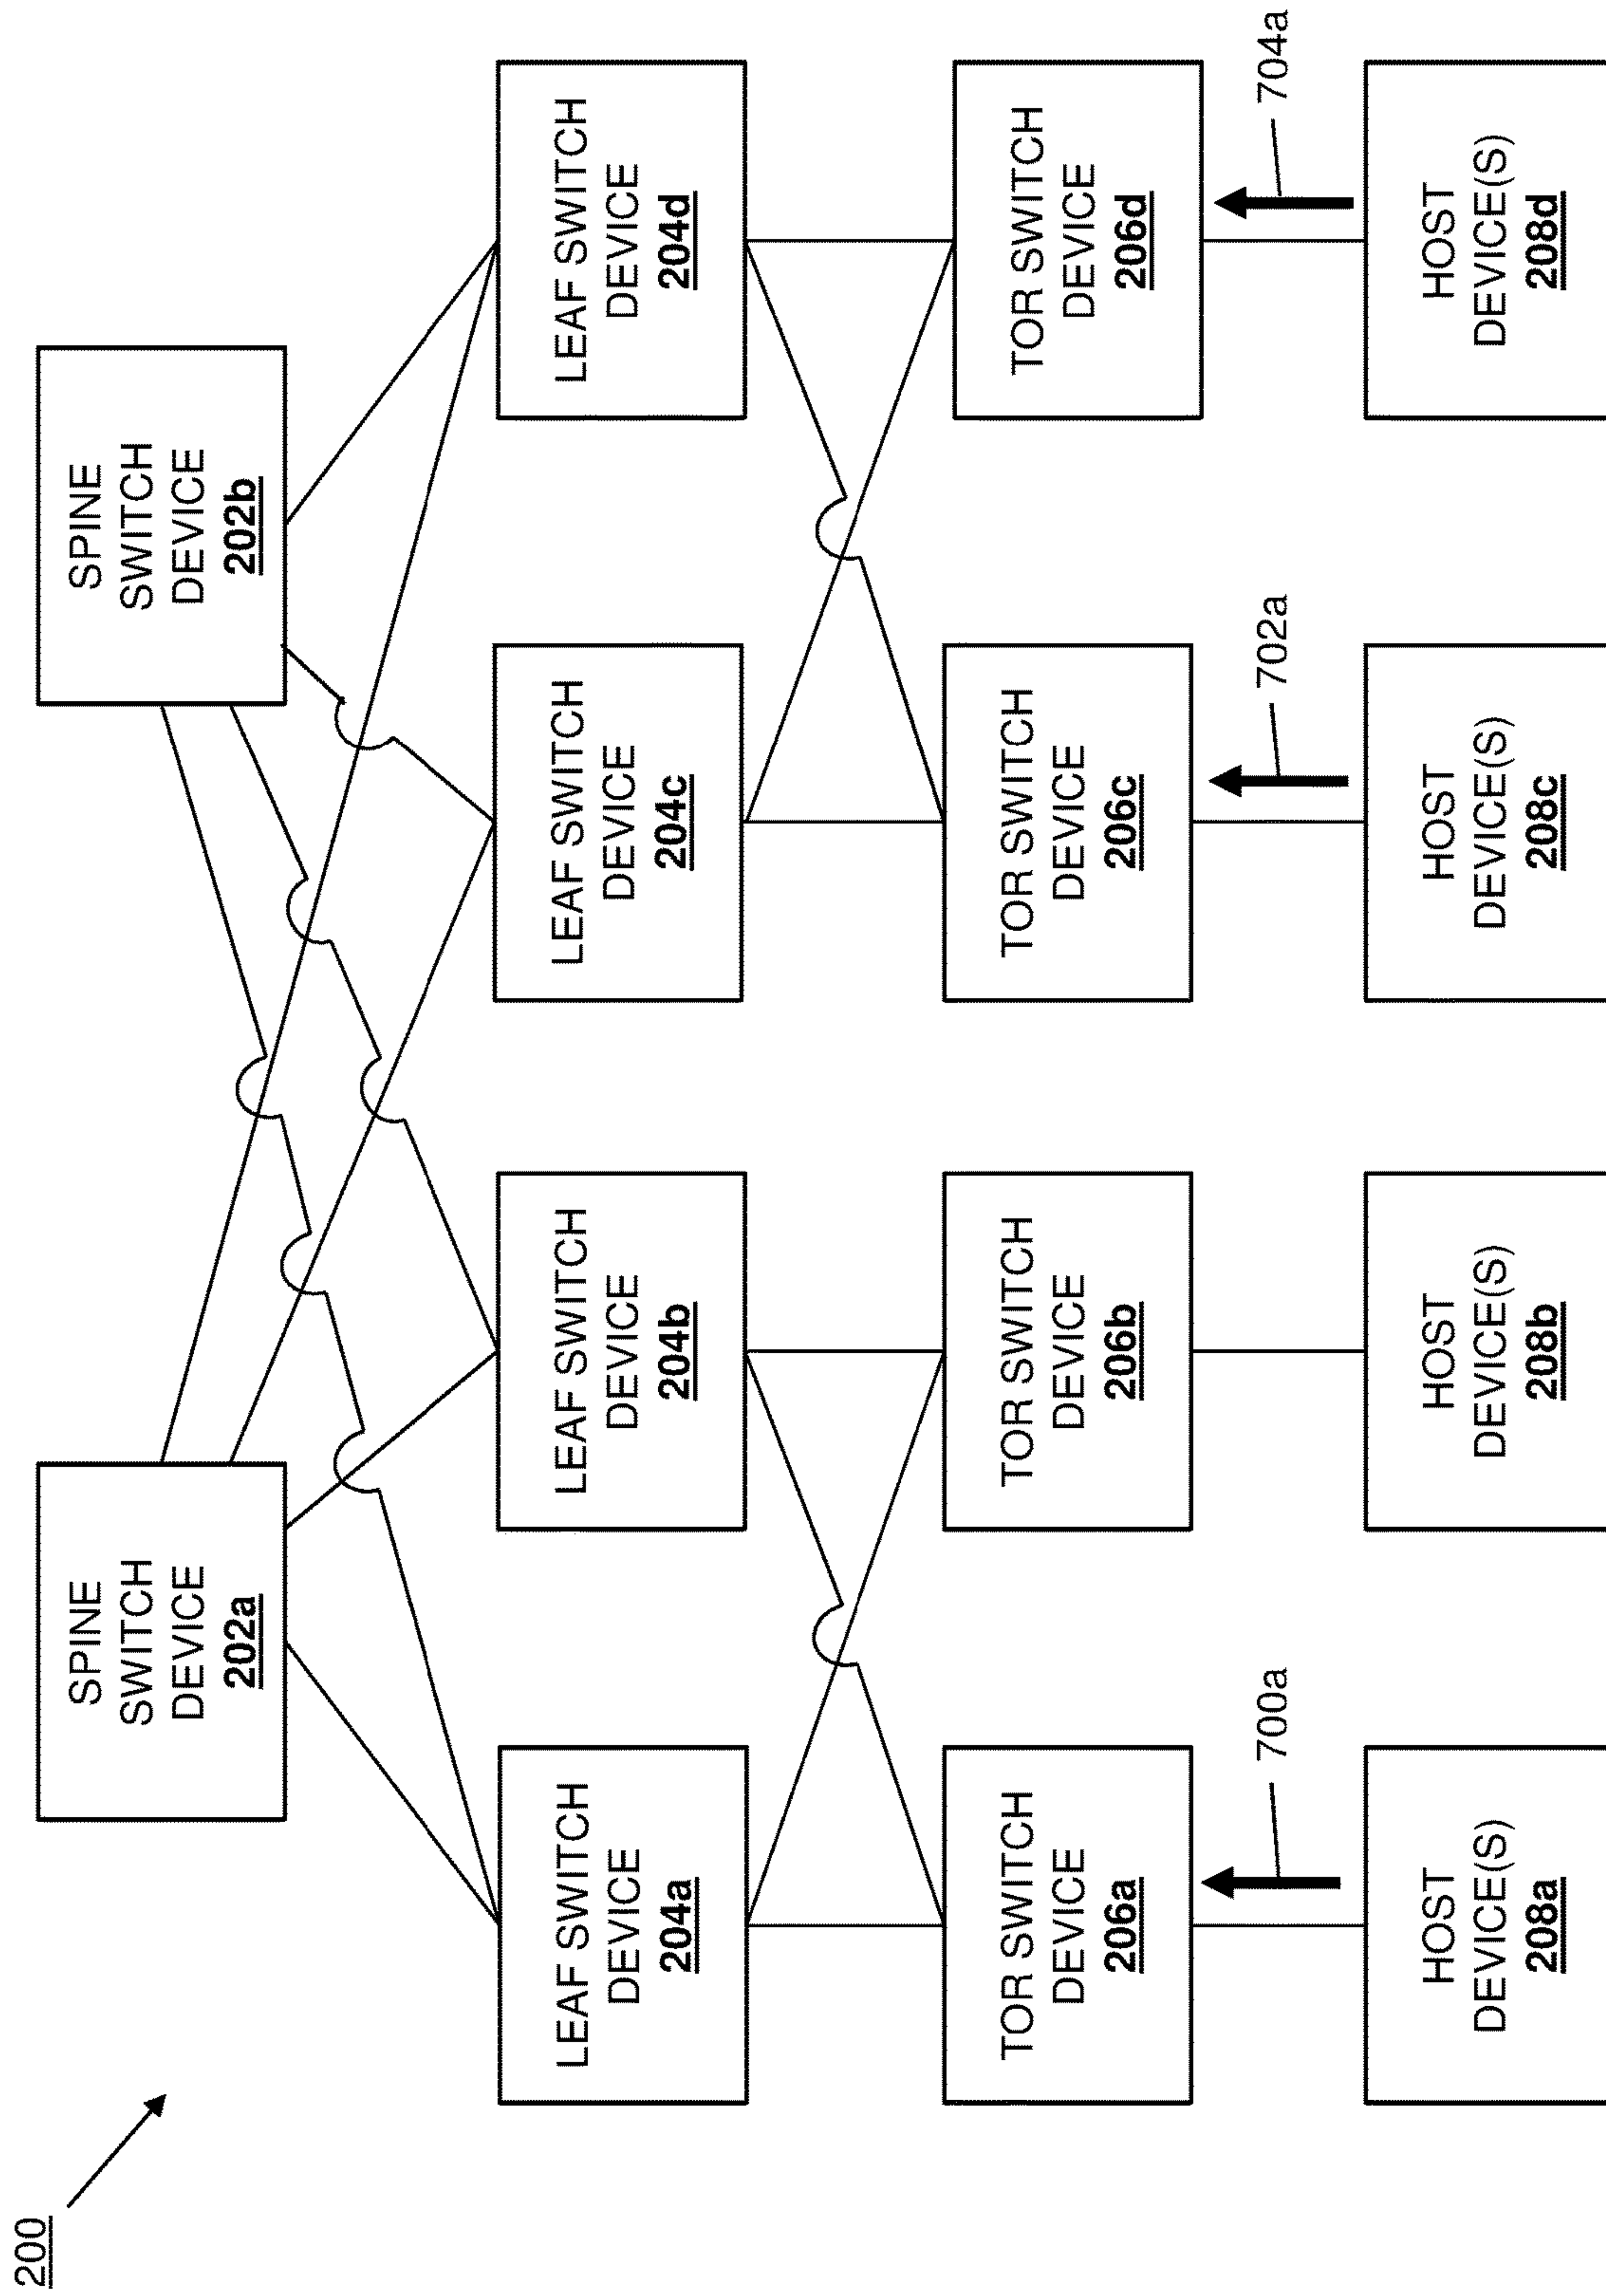 200
SPINE
SWITCH
DEVICE
202a
SPINE
SWITCH
DEVICE
202b
LEAF SWITCH
DEVICE
204a
LEAF SWITCH
DEVICE
204b
LEAF SWITCH
DEVICE
204c
LEAF SWITCH
DEVICE
204d
TOR SWITCH
DEVICE
206a
TOR SWITCH
DEVICE
206b
TOR SWITCH
DEVICE
206c
TOR SWITCH
DEVICE
206d
700a
702a
704a
HOST
DEVICE(S)
208a
HOST
DEVICE(S)
208b
HOST
DEVICE(S)
208c
HOST
DEVICE(S)
208d